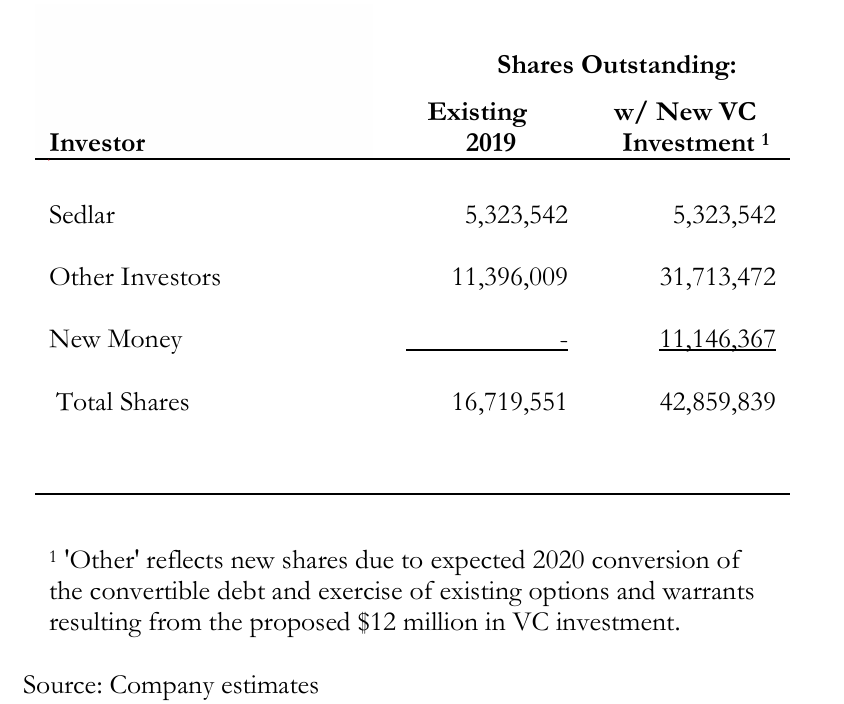 Shares Outstanding:
Existing w/ New VC
Investor 2019 Investment ¹
Sedlar 5,323,542 5,323,542
Other Investors 11,396,009 31,713,472
New Money - 11,146,367
Total Shares 16,719,551 42,859,839
¹ 'Other' reflects new shares due to expected 2020 conversion of
the convertible debt and exercise of existing options and warrants
resulting from the proposed $12 million in VC investment.
Source: Company estimates